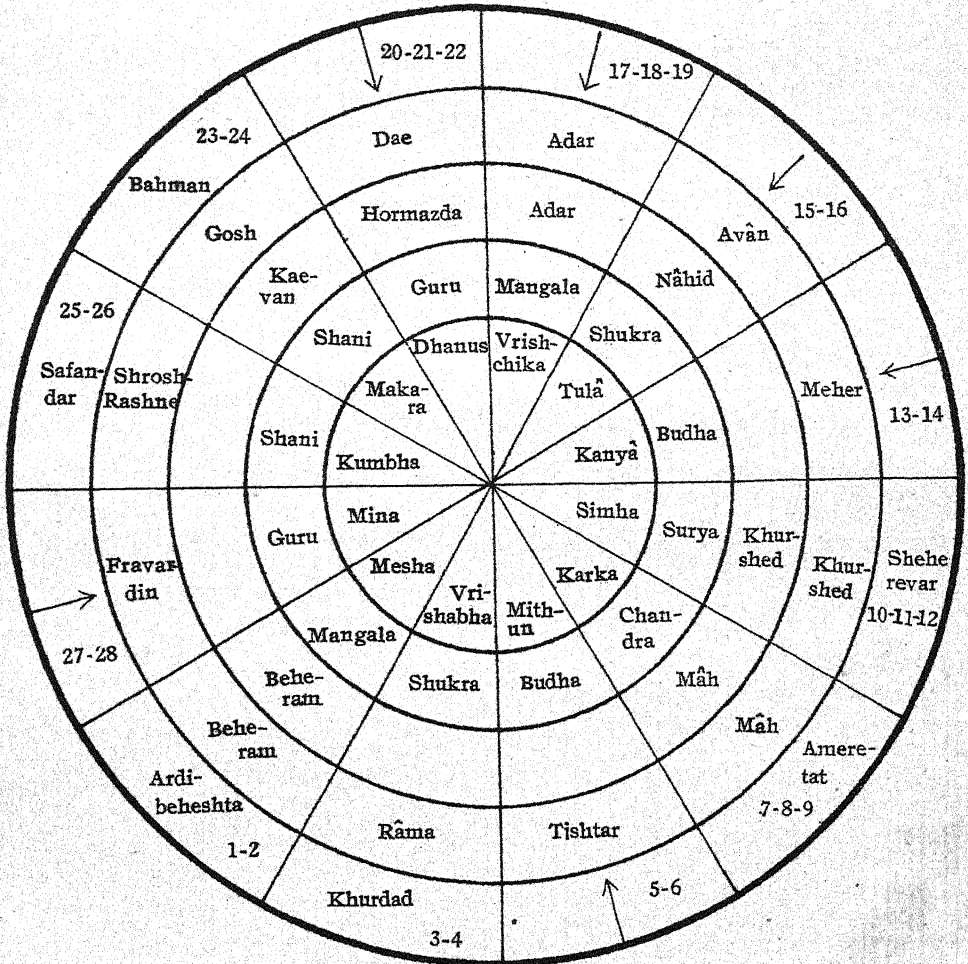 20-21-22
17-18-19
23-24
Dae
Adar
Bahman
15-16
Hormazda
Adar
Gosh
Avân
Kae-
van
Nâhid
Guru
Mangala
25-26
Shani
Shukra
Dhanus
Vrish-
chika
Safan-
dar
Shrosh-
Rashne
Maka-
ra
Tulâ
Meher
13-14
Shani
Budha
Kumbha
Kanyâ
Mina
Simha
Guru
Surya
Khur-
shed
Khur-
shed
Shehe
revar
10-11-12
Fravar-
din
Mesha
Karka
Vri-
shabha
Mith-
un
Chan-
dra
27-28
Mangala
Shukra
Budha
Mâh
Behe-
ram
Mâh
Behe-
ram
Amere-
tat
7-8-9
Ardi-
beheshta
Râma
Tishtar
1-2
5-6
Khurdad
3-4